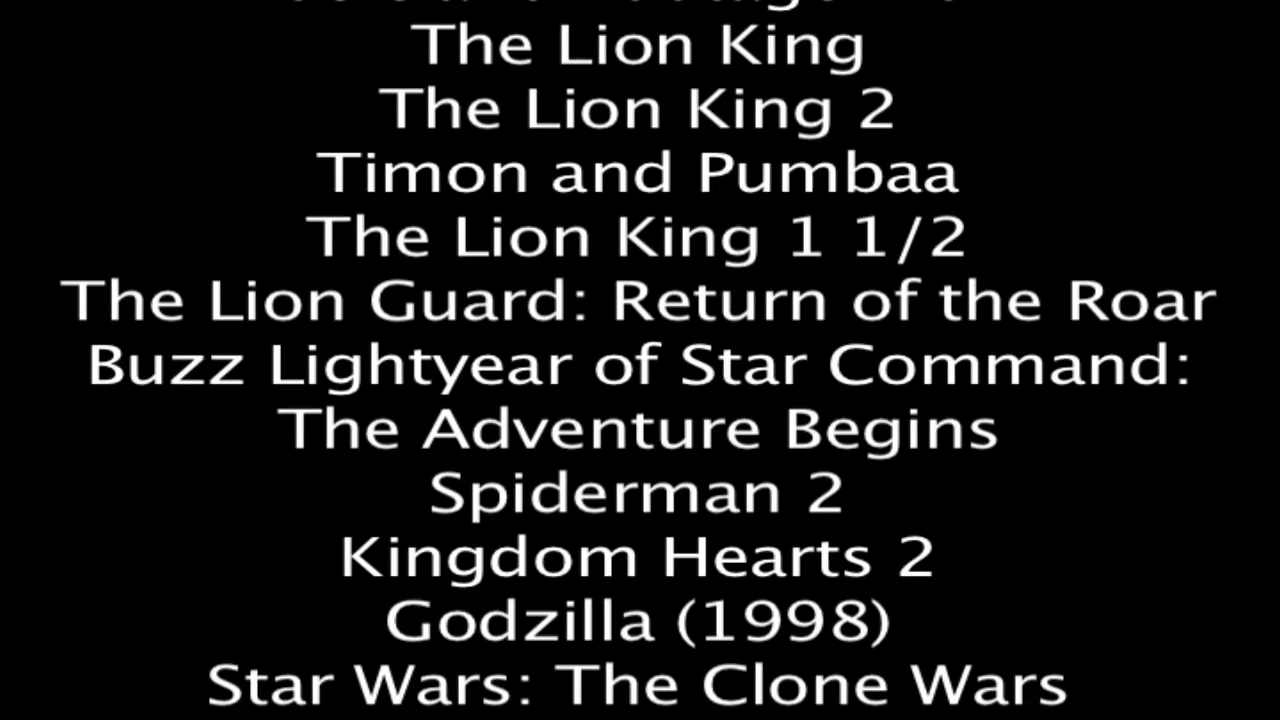 The Lion King
The Lion King 2
Timon and Pumbaa
The Lion King 1 1/2
The Lion Guard: Return of the Roar
Buzz Lightyear of Star Command:
The Adventure Begins
Spiderman 2
Kingdom Hearts 2
Godzilla (1998)
Star Wars: The Clone Wars